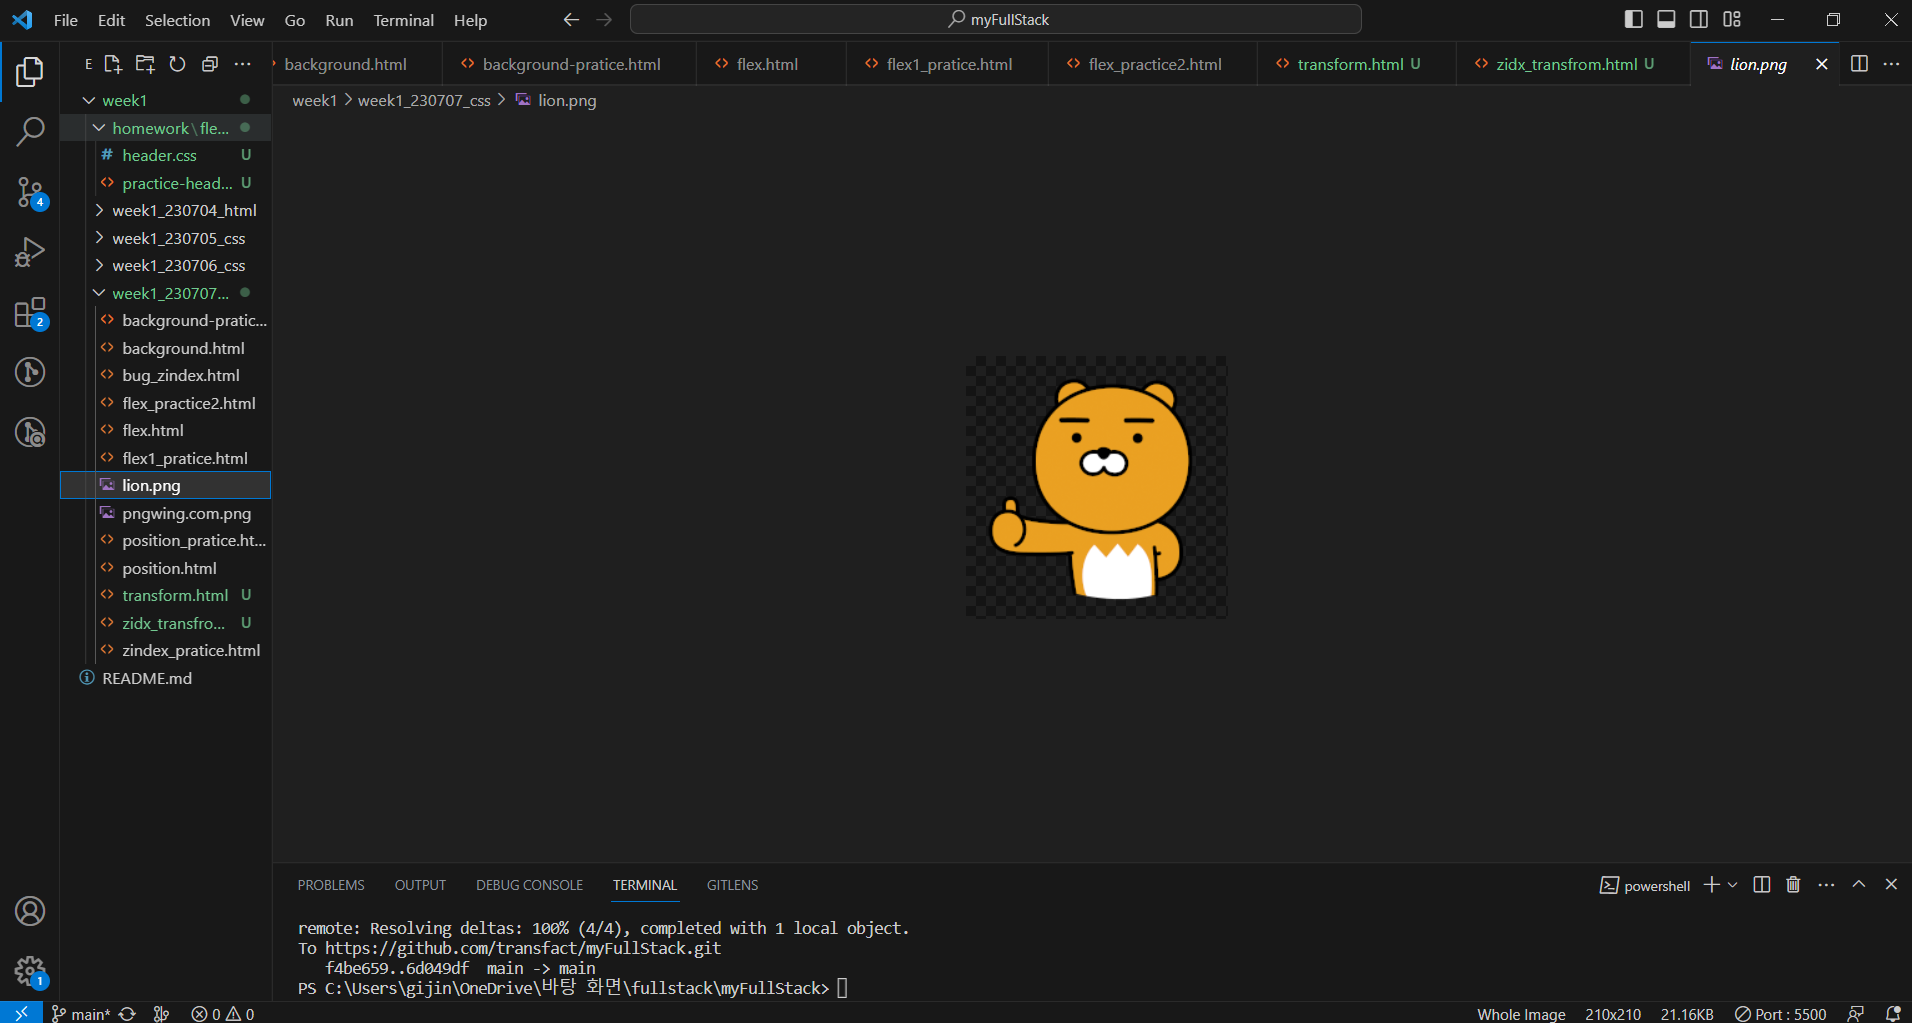 File Edit Selection View Go Run Terminal Help
myFullStack
E
background.html
background-pratice.html
flex.html
flex1_pratice.html
flex_practice2.html
transform.html U
zidx_transfrom.html U
lion.png
week1
homework\fle...
# header.css U
practice-head... U
week1_230704_html
week1_230705_css
week1_230706_css
week1_230707...
background-pratic...
background.html
bug_zindex.html
flex_practice2.html
flex.html
flex1_pratice.html
lion.png
pngwing.com.png
position_pratice.ht...
position.html
transform.html U
zidx_transfro... U
zindex_pratice.html
README.md
4
2
1
week1 > week1_230707_css > lion.png
PROBLEMS OUTPUT DEBUG CONSOLE TERMINAL GITLENS
powershell
remote: Resolving deltas: 100% (4/4), completed with 1 local object.
To https://github.com/transfact/myFullStack.git
f4be659..6d049df main -> main
PS C:\Users\gijin\OneDrive\바탕 화면\fullstack\myFullStack>
main* 0 0
Whole Image 210x210 21.16KB Port : 5500